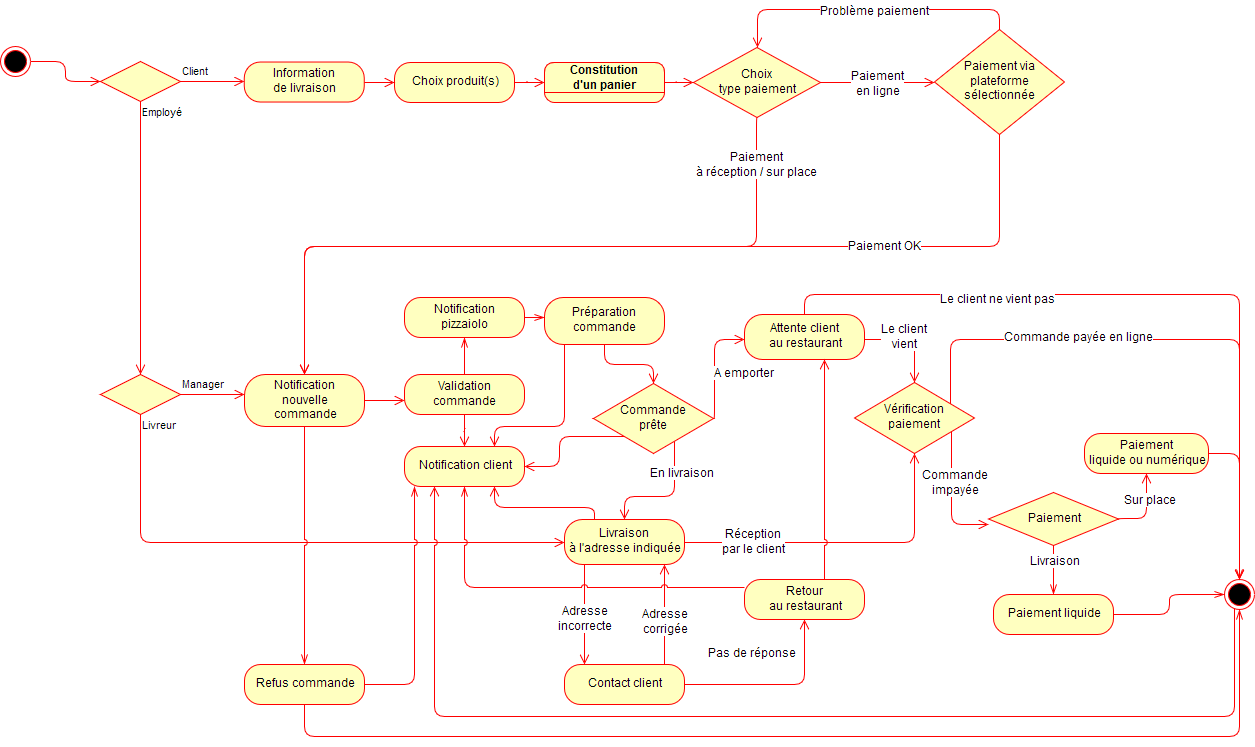 Problème paiement
Client
Information
de livraison
Choix produit(s)
Constitution
d'un panier
Choix
type paiement
Paiement
en ligne
Paiement via
plateforme
sélectionnée
Employé
Paiement
à réception / sur place
Paiement OK
Notification
pizzaiolo
Préparation
commande
Le client ne vient pas
Attente client
au restaurant
Le client
vient
Commande payée en ligne
A emporter
Manager
Notification
nouvelle
commande
Validation
commande
Commande
prête
Vérification
paiement
Livreur
Notification client
En livraison
Commande
impayée
Paiement
liquide ou numérique
Sur place
Paiement
Livraison
à l'adresse indiquée
Réception
par le client
Livraison
Retour
au restaurant
Adresse
incorrecte
Adresse
corrigée
Paiement liquide
Pas de réponse
Refus commande
Contact client